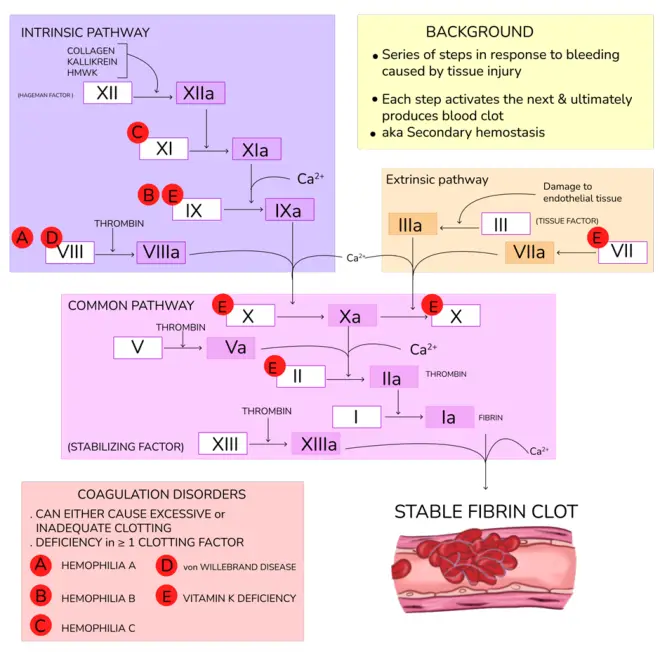 INTRINSIC PATHWAY
COLLAGEN
KALLIKREIN
HMWK
(HAGEMAN FACTOR )
XII
XIIa
C
XI
XIa
Ca2+
B
E
IX
IXa
A
D
THROMBIN
VIII
VIIIa
BACKGROUND
• Series of steps in response to bleeding
caused by tissue injury
• Each step activates the next & ultimately
produces blood clot
• aka Secondary hemostasis
Extrinsic pathway
Damage to
endothelial tissue
IIIa
III
(TISSUE FACTOR)
E
VIIa
VII
Ca2+
COMMON PATHWAY
E
X
Xa
E
X
THROMBIN
V
Va
Ca2+
E
II
IIa
THROMBIN
THROMBIN
I
Ia
FIBRIN
(STABILIZING FACTOR)
XIII
XIIIa
Ca2+
COAGULATION DISORDERS
. CAN EITHER CAUSE EXCESSIVE or
INADEQUATE CLOTTING
. DEFICIENCY in ≥ 1 CLOTTING FACTOR
A HEMOPHILIA A
D von WILLEBRAND DISEASE
B HEMOPHILIA B
E VITAMIN K DEFICIENCY
C HEMOPHILIA C
STABLE FIBRIN CLOT